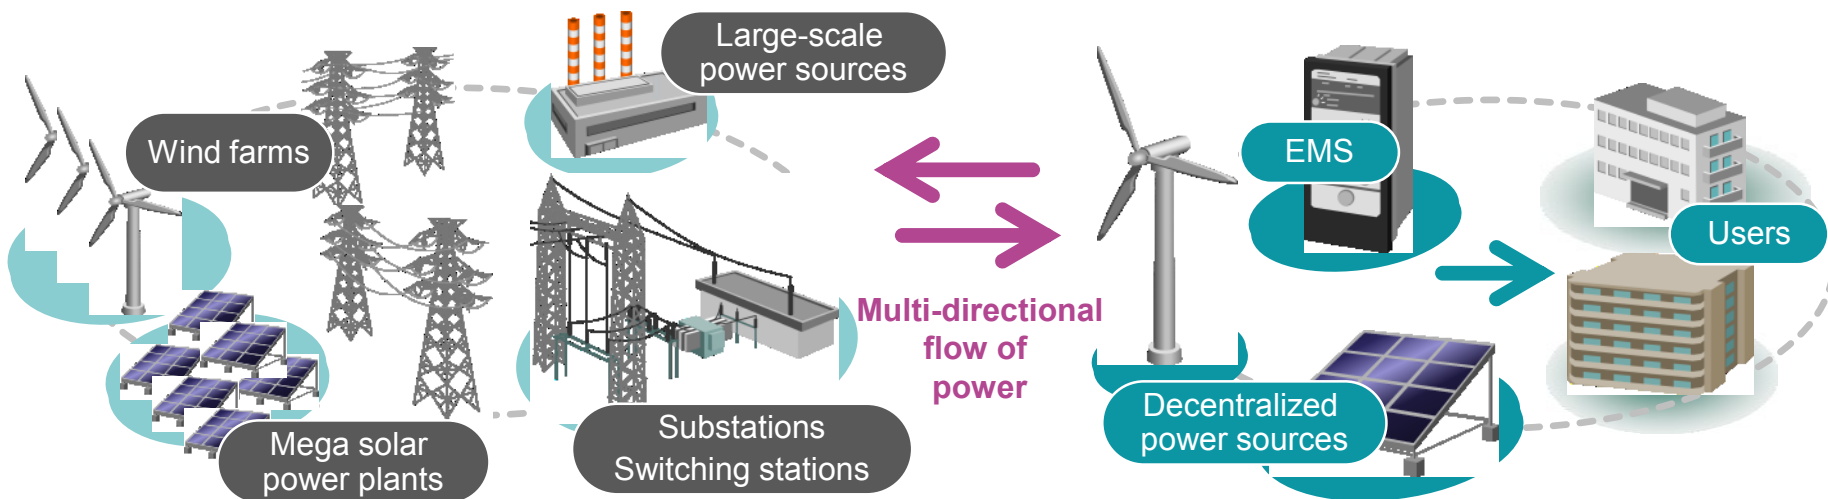 Large-scale
power sources
Wind farms
EMS
Users
Multi-directional
flow of
power
Decentralized
power sources
Substations
Switching stations
Mega solar
power plants